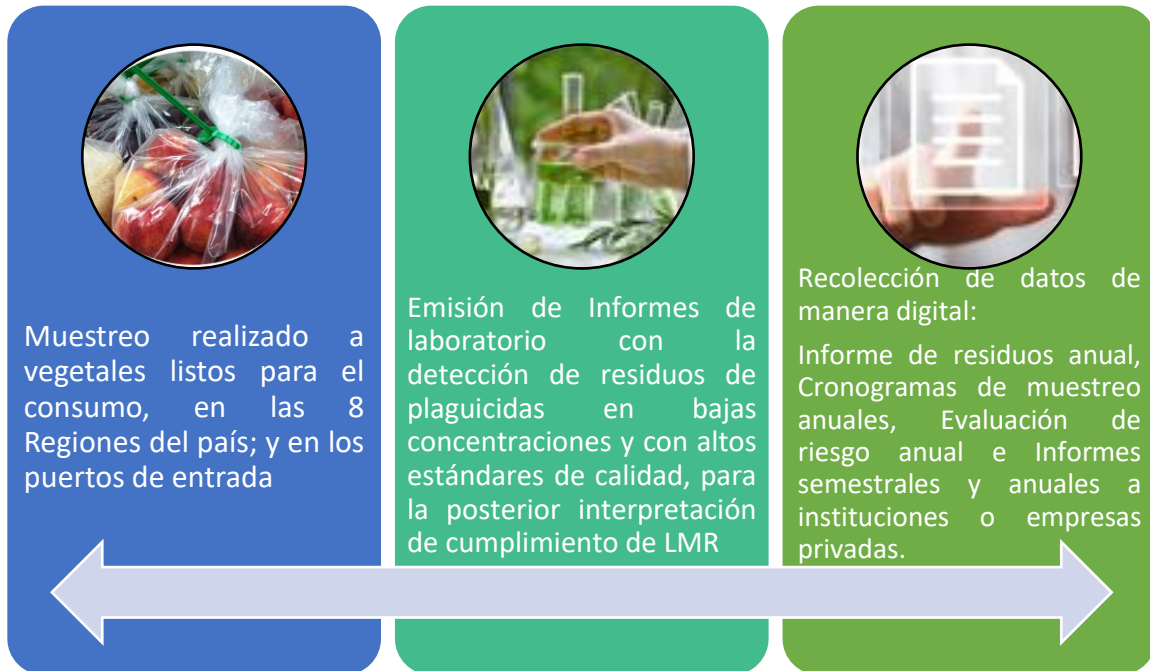 Muestreo realizado a
vegetales listos para el
consumo, en las 8
Regiones del país; y en los
puertos de entrada
Emisión de Informes de
laboratorio con la
detección de residuos de
plaguicidas en bajas
concentraciones y con altos
estándares de calidad, para
la posterior interpretación
de cumplimiento de LMR
Recolección de datos de
manera digital:
Informe de residuos anual,
Cronogramas de muestreo
anuales, Evaluación de
riesgo anual e Informes
semestrales y anuales a
instituciones o empresas
privadas.